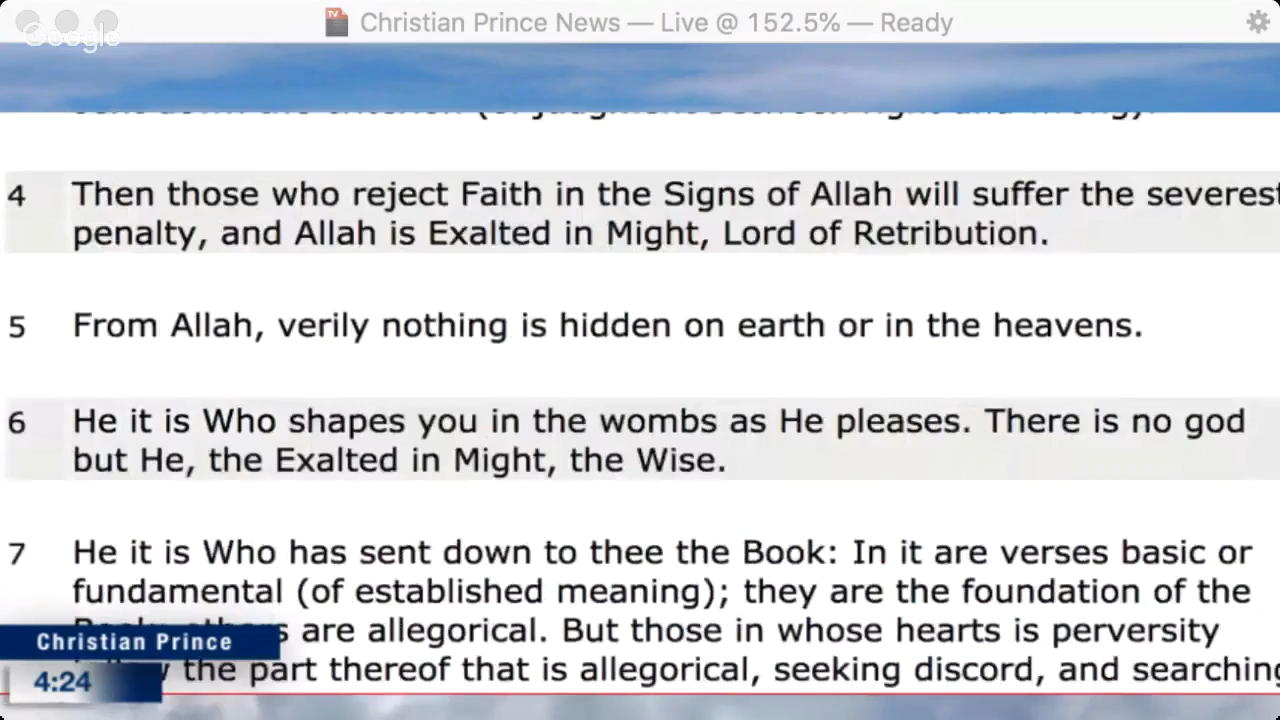 Google
Christian Prince News — Live @ 152.5% — Ready
4 Then those who reject Faith in the Signs of Allah will suffer the severest
penalty, and Allah is Exalted in Might, Lord of Retribution.
5 From Allah, verily nothing is hidden on earth or in the heavens.
6 He it is Who shapes you in the wombs as He pleases. There is no god
but He, the Exalted in Might, the Wise.
7 He it is Who has sent down to thee the Book: In it are verses basic or
fundamental (of established meaning); they are the foundation of the
are allegorical. But those in whose hearts is perversity
the part thereof that is allegorical, seeking discord, and searching
Christian Prince
4:24